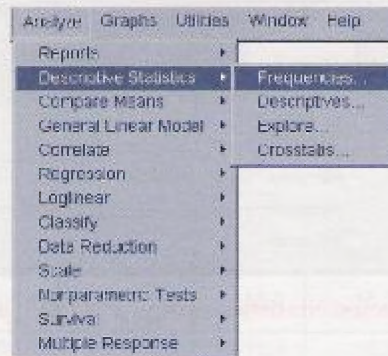 Analyze Graphs Utilities Window Help
Reports
Descriptive Statistics
Compare Means
General Linear Model
Correlate
Regression
Loglinear
Classify
Data Reduction
Scale
Nonparametric Tests
Survival
Multiple Response
Frequencies...
Descriptives...
Explore...
Crosstabs...